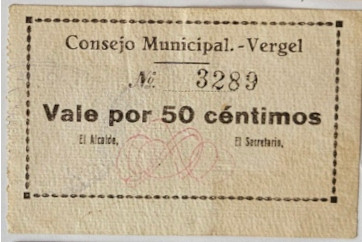 Consejo Municipal.-Vergel
No. 3289
Vale por 50 céntimos
El Alcalde, El Secretario,